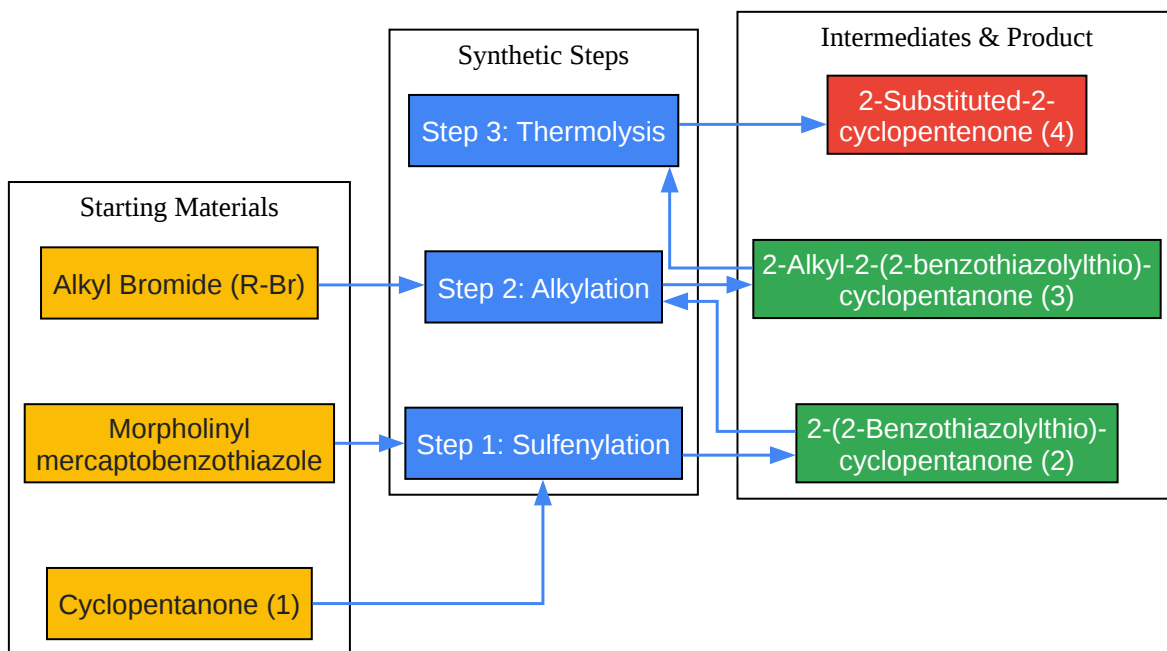 Starting Materials
Alkyl Bromide (R-Br)
Morpholinyl
mercaptobenzothiazole
Cyclopentanone (1)
Synthetic Steps
Step 3: Thermolysis
Step 2: Alkylation
Step 1: Sulfenylation
Intermediates & Product
2-Substituted-2-
cyclopentenone (4)
2-Alkyl-2-(2-benzothiazolylthio)-
cyclopentanone (3)
2-(2-Benzothiazolylthio)-
cyclopentanone (2)